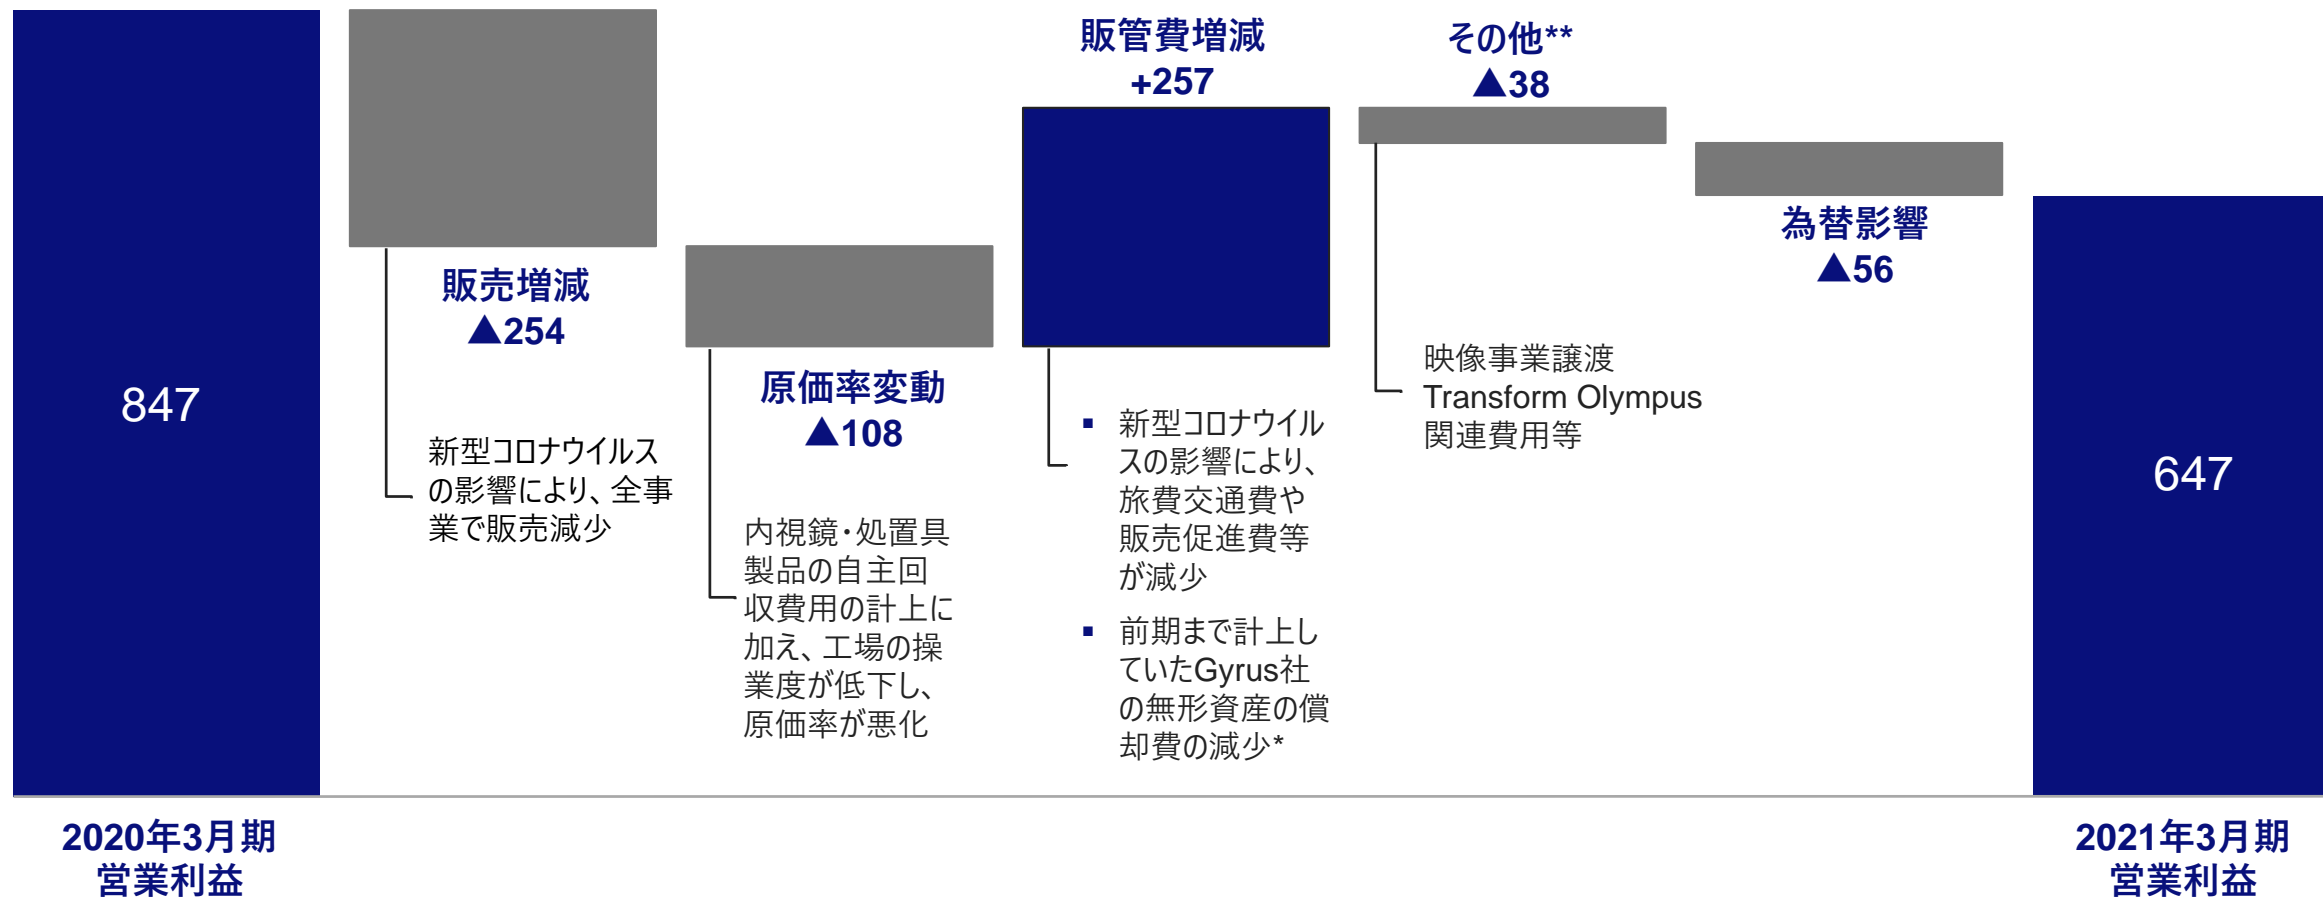 847
2020年3月期
営業利益
販売増減
▲254
新型コロナウイルス
の影響により、全事
業で販売減少
原価率変動
▲108
内視鏡・処置具
製品の自主回
収費用の計上に
加え、工場の操
業度が低下し、
原価率が悪化
販管費増減
+257
▪ 新型コロナウイル
スの影響により、
旅費交通費や
販売促進費等
が減少
▪ 前期まで計上し
ていたGyrus社
の無形資産の償
却費の減少*
その他**
▲38
映像事業譲渡
Transform Olympus
関連費用等
為替影響
▲56
647
2021年3月期
営業利益